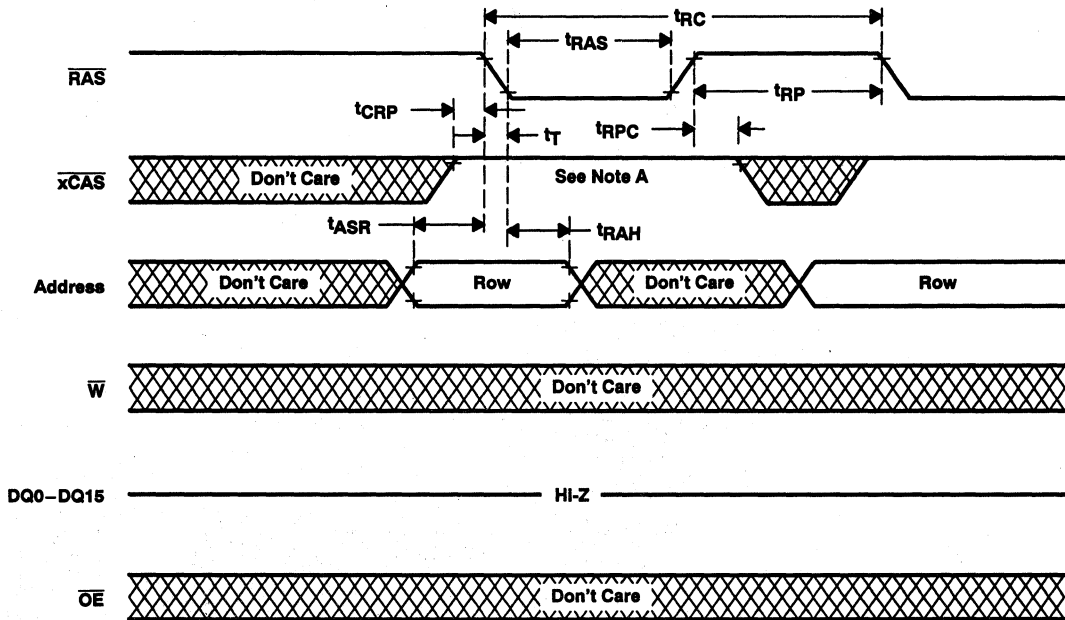 tRC
tRAS
RAS
tRP
tCRP
tT
tRPC
xCAS
Don't Care
See Note A
tASR
tRAH
Address
Don't Care
Row
Don't Care
Row
W
Don't Care
DQ0–DQ15
Hi-Z
OE
Don't Care